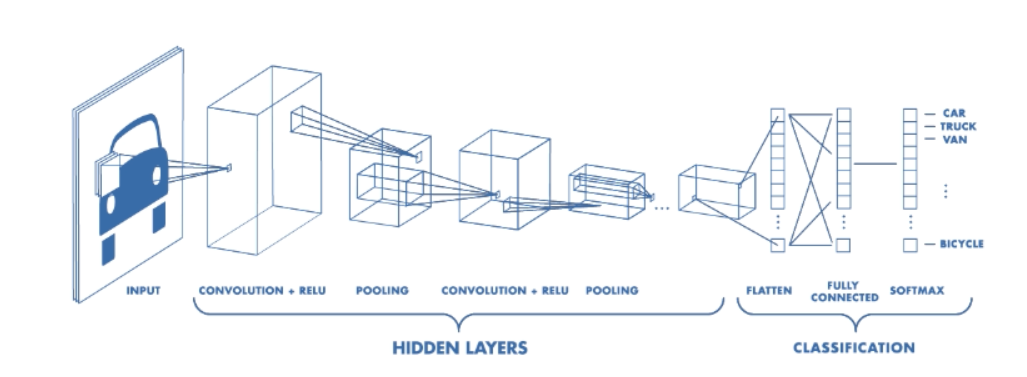 CAR
TRUCK
VAN
BICYCLE
INPUT
CONVOLUTION + RELU
POOLING
CONVOLUTION + RELU
POOLING
FLATTEN
FULLY
CONNECTED
SOFTMAX
HIDDEN LAYERS
CLASSIFICATION